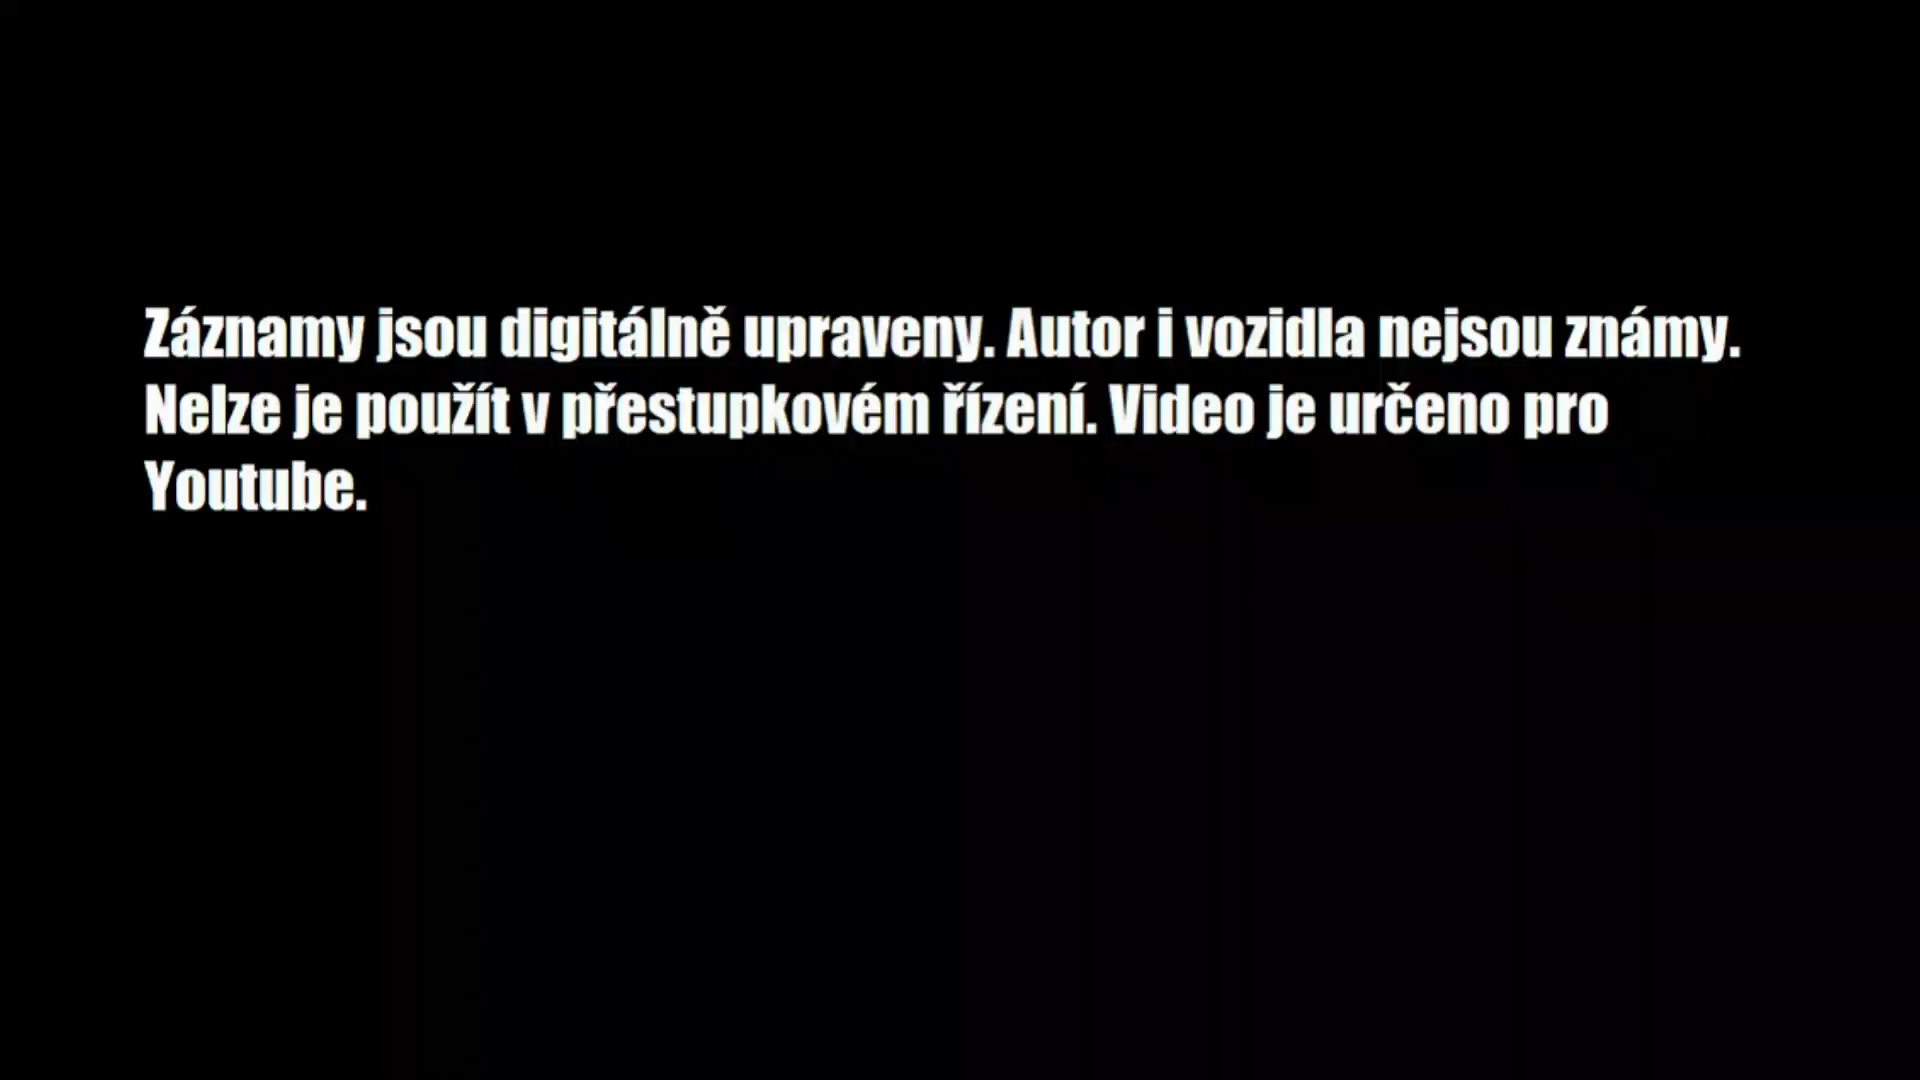 Záznamy jsou digitálně upraveny. Autor i vozidla nejsou známy.
Nelze je použít v přestupkovém řízení. Video je určeno pro
Youtube.